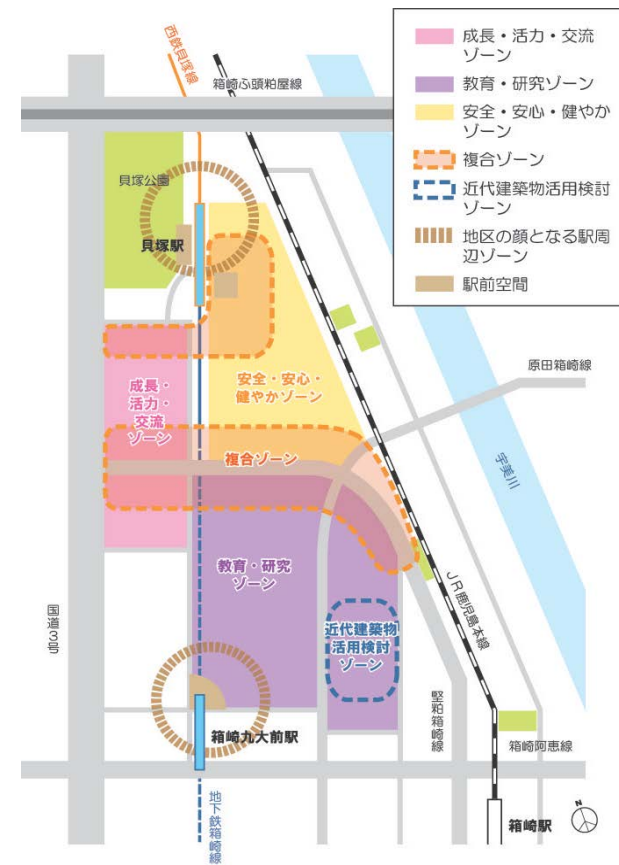 成長・活力・交流
ゾーン
教育・研究ゾーン
安全・安心・健やか
ゾーン
複合ゾーン
近代建築物活用検討
ゾーン
地区の顔となる駅周
辺ゾーン
駅前空間
西鉄貝塚線
箱崎ふ頭粕屋線
貝塚公園
貝塚駅
原田箱崎線
成長・
活力・
交流
ゾーン
安全・安心・
健やかゾーン
宇美川
複合ゾーン
教育・研究
ゾーン
JR鹿児島本線
国道3号
近代建築物
活用検討
ゾーン
堅粕箱崎線
箱崎九大前駅
箱崎阿恵線
地下鉄箱崎線
箱崎駅
N